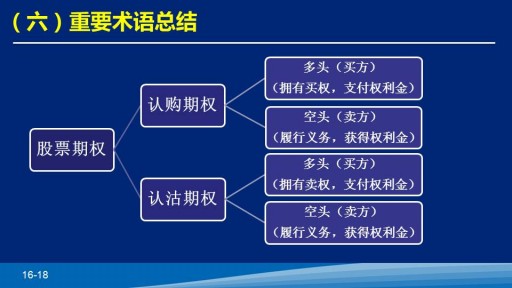 （六）重要术语总结
股票期权
认购期权
多头（买方）
（拥有买权，支付权利金）
空头（卖方）
（履行义务，获得权利金）
认沽期权
多头（买方）
（拥有卖权，支付权利金）
空头（卖方）
（履行义务，获得权利金）
16-18